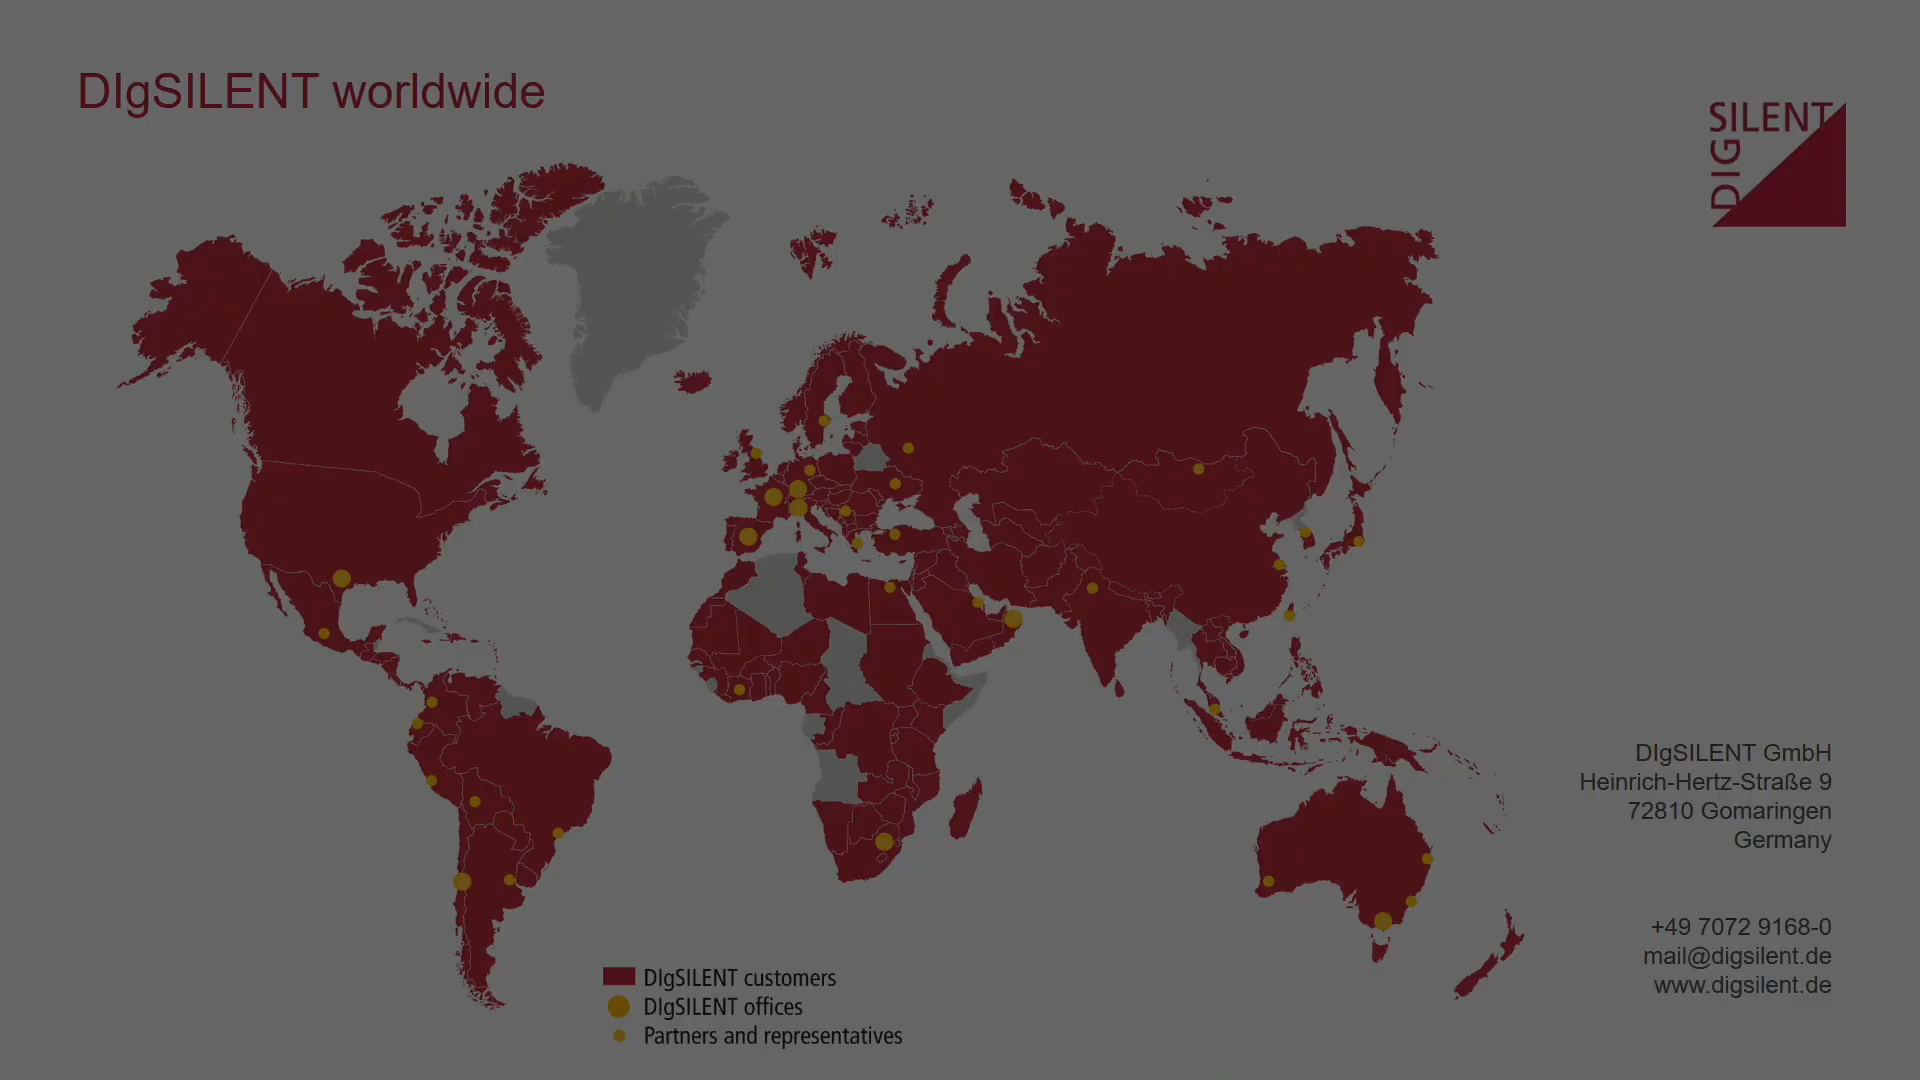 DIgSILENT worldwide
SILENT
DIG
DIgSILENT GmbH
Heinrich-Hertz-Straße 9
72810 Gomaringen
Germany
+49 7072 9168-0
mail@digsilent.de
www.digsilent.de
DIgSILENT customers
DIgSILENT offices
Partners and representatives